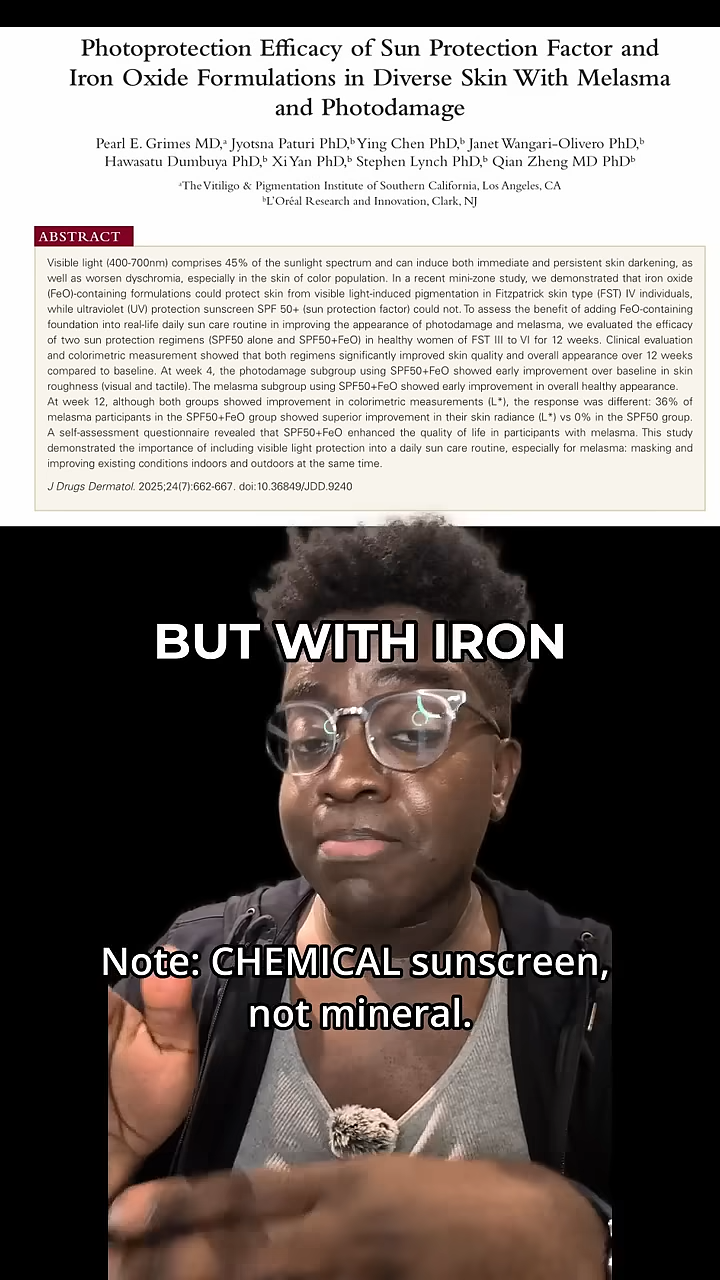 Photoprotection Efficacy of Sun Protection Factor and
Iron Oxide Formulations in Diverse Skin With Melasma
and Photodamage
Pearl E. Grimes MD,ᵃ Jyotsna Paturi PhD,ᵇ Ying Chen PhD,ᵇ Janet Wangari-Olivero PhD,ᵇ
Hawasatu Dumbuya PhD,ᵇ Xi Yan PhD,ᵇ Stephen Lynch PhD,ᵇ Qian Zheng MD PhDᵇ
ᵃThe Vitiligo & Pigmentation Institute of Southern California, Los Angeles, CA
ᵇL'Oréal Research and Innovation, Clark, NJ
ABSTRACT
Visible light (400-700nm) comprises 45% of the sunlight spectrum and can induce both immediate and persistent skin darkening, as
well as worsen dyschromia, especially in the skin of color population. In a recent mini-zone study, we demonstrated that iron oxide
(FeO)-containing formulations could protect skin from visible light-induced pigmentation in Fitzpatrick skin type (FST) IV individuals,
while ultraviolet (UV) protection sunscreen SPF 50+ (sun protection factor) could not. To assess the benefit of adding FeO-containing
foundation into real-life daily sun care routine in improving the appearance of photodamage and melasma, we evaluated the efficacy
of two sun protection regimens (SPF50 alone and SPF50+FeO) in healthy women of FST III to VI for 12 weeks. Clinical evaluation
and colorimetric measurement showed that both regimens significantly improved skin quality and overall appearance over 12 weeks
compared to baseline. At week 4, the photodamage subgroup using SPF50+FeO showed early improvement over baseline in skin
roughness (visual and tactile). The melasma subgroup using SPF50+FeO showed early improvement in overall healthy appearance.
At week 12, although both groups showed improvement in colorimetric measurements (L*), the response was different: 36% of
melasma participants in the SPF50+FeO group showed superior improvement in their skin radiance (L*) vs 0% in the SPF50 group.
A self-assessment questionnaire revealed that SPF50+FeO enhanced the quality of life in participants with melasma. This study
demonstrated the importance of including visible light protection into a daily sun care routine, especially for melasma: masking and
improving existing conditions indoors and outdoors at the same time.
J Drugs Dermatol. 2025;24(7):662-667. doi:10.36849/JDD.9240
BUT WITH IRON
Note: CHEMICAL sunscreen,
not mineral.